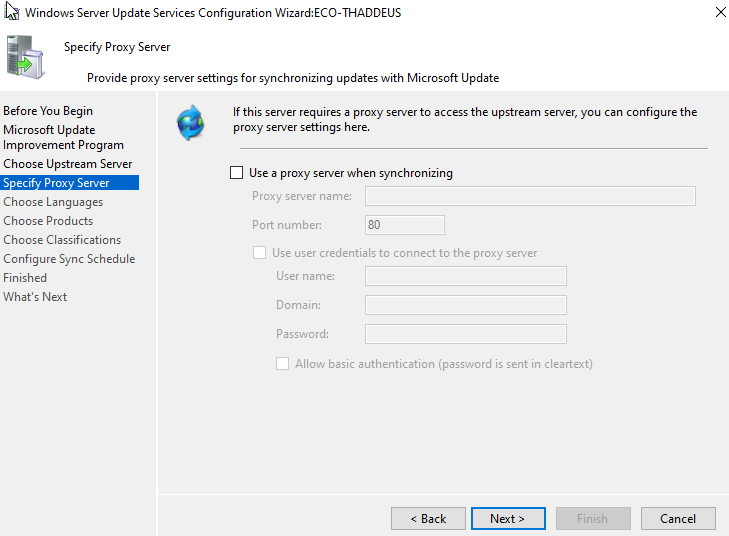 Windows Server Update Services Configuration Wizard:ECO-THADDEUS
Specify Proxy Server
Provide proxy server settings for synchronizing updates with Microsoft Update
Before You Begin
Microsoft Update
Improvement Program
Choose Upstream Server
Specify Proxy Server
Choose Languages
Choose Products
Choose Classifications
Configure Sync Schedule
Finished
What's Next
If this server requires a proxy server to access the upstream server, you can configure the
proxy server settings here.
Use a proxy server when synchronizing
Proxy server name:
Port number: 80
Use user credentials to connect to the proxy server
User name:
Domain:
Password:
Allow basic authentication (password is sent in cleartext)
< Back Next > Finish Cancel